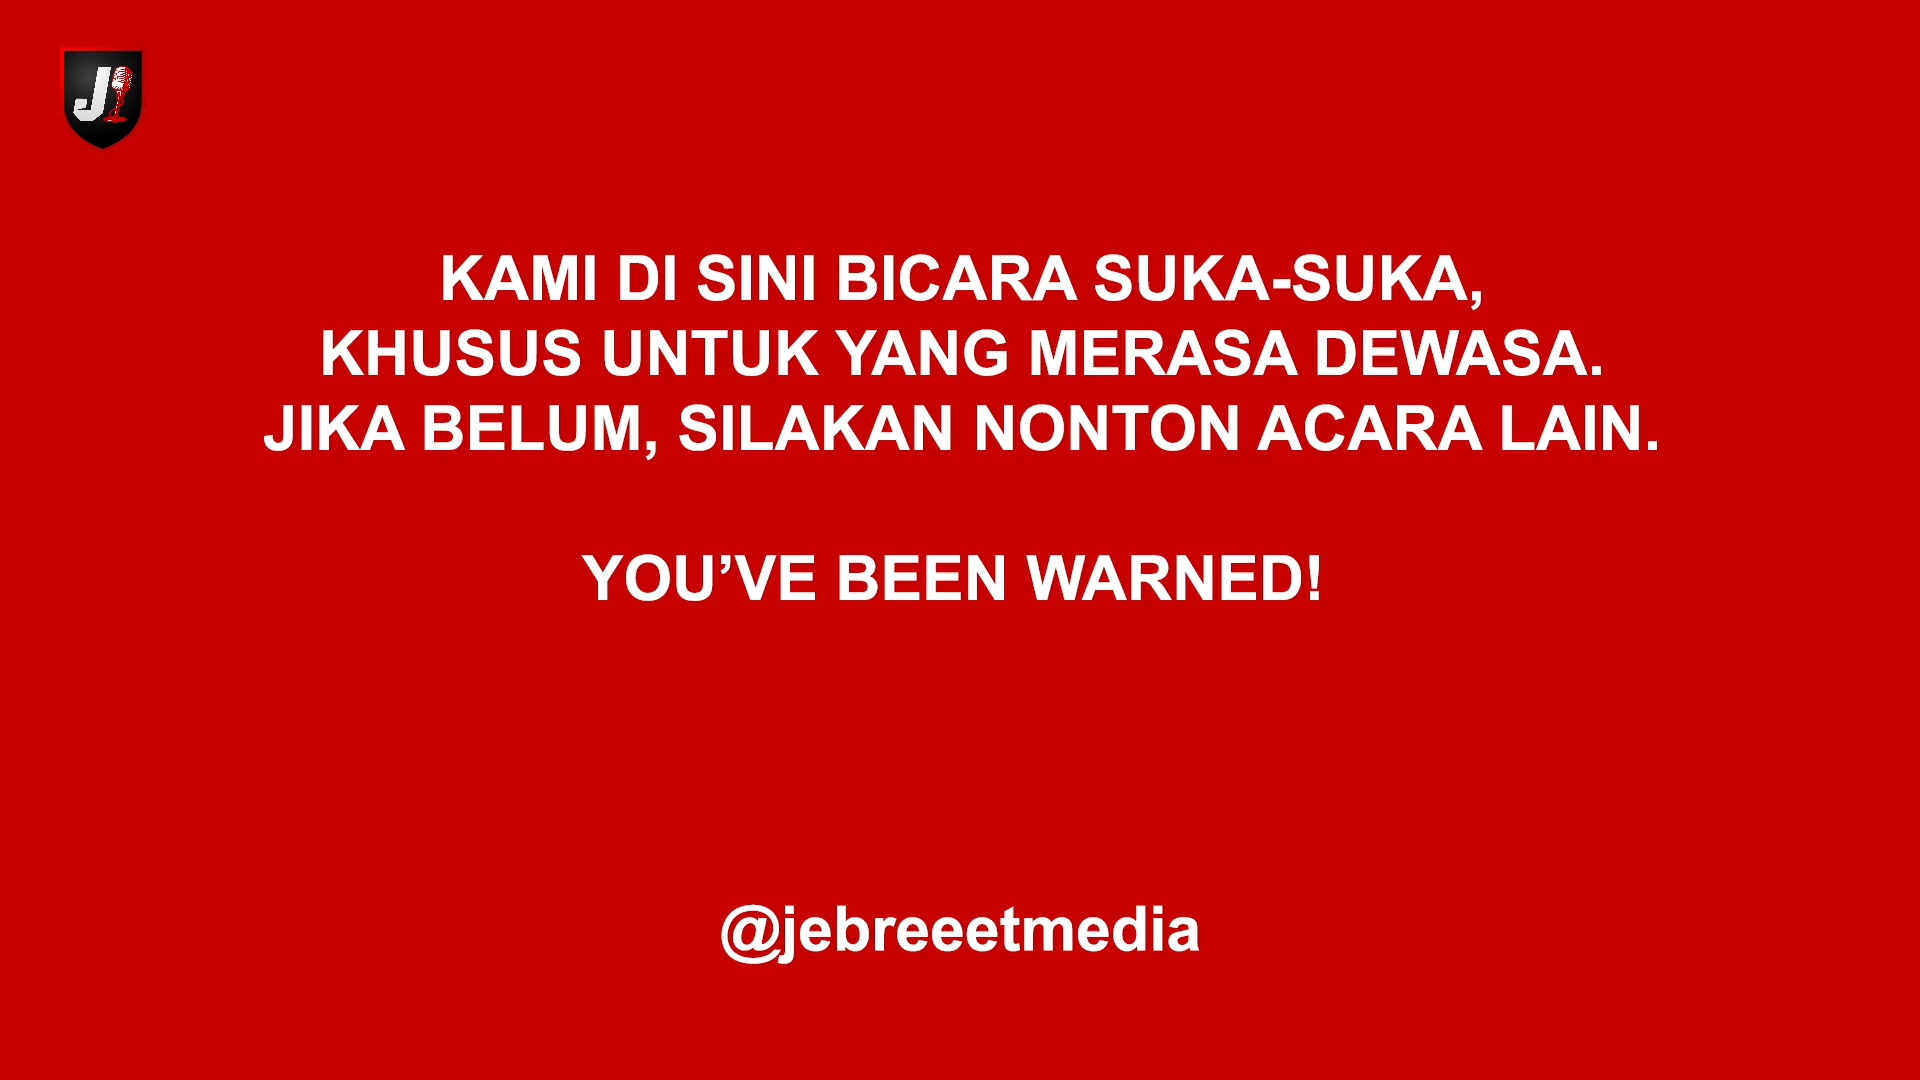 J
KAMI DI SINI BICARA SUKA-SUKA,
KHUSUS UNTUK YANG MERASA DEWASA.
JIKA BELUM, SILAKAN NONTON ACARA LAIN.
YOU’VE BEEN WARNED!
@jebreeetmedia